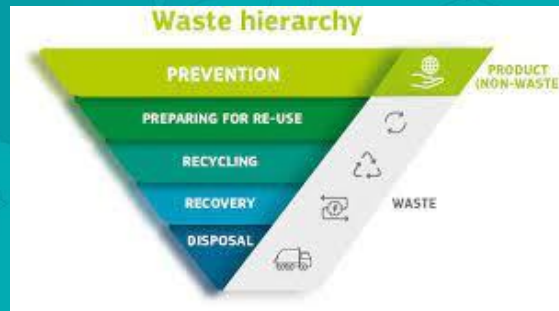 Waste hierarchy
PREVENTION
PRODUCT
(NON-WASTE
PREPARING FOR RE-USE
RECYCLING
RECOVERY
WASTE
DISPOSAL